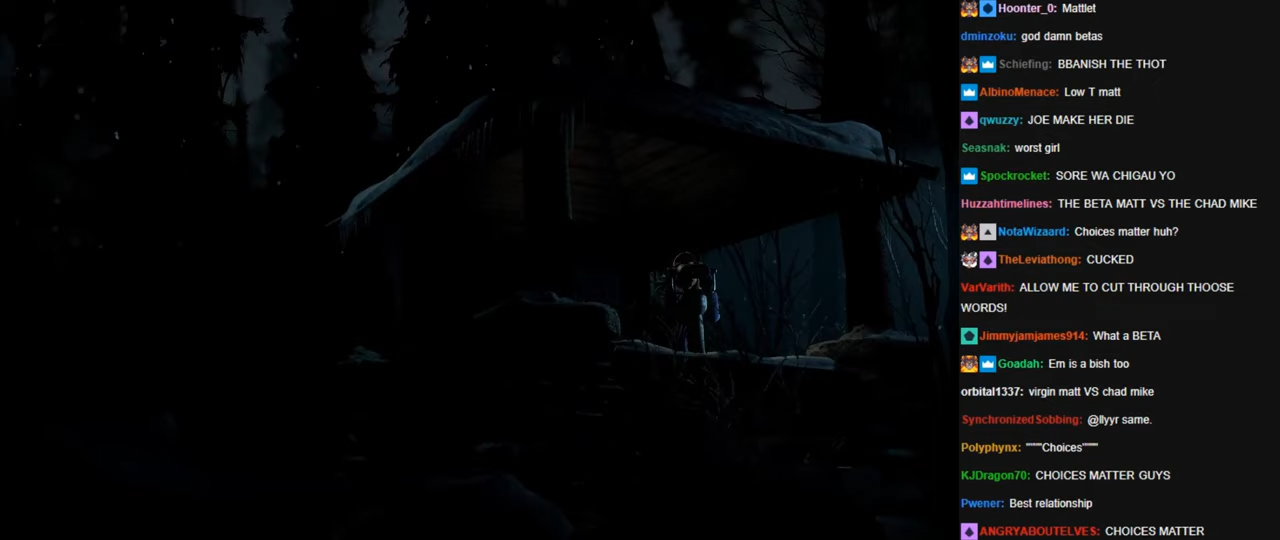 Hoonter_0: Mattlet
dminzoku: god damn betas
Schiefing: BBANISH THE THOT
AlbinoMenace: Low T matt
qwuzzy: JOE MAKE HER DIE
Seasnak: worst girl
Spockrocket: SORE WA CHIGAU YO
Huzzahtimelines: THE BETA MATT VS THE CHAD MIKE
NotaWizaard: Choices matter huh?
TheLeviathong: CUCKED
VarVarith: ALLOW ME TO CUT THROUGH THOOSE
WORDS!
Jimmyjamjames914: What a BETA
Goadah: Em is a bish too
orbital1337: virgin matt VS chad mike
SynchronizedSobbing: @llyyr same.
Polyphynx: """"Choices""""
KJDragon70: CHOICES MATTER GUYS
Pwener: Best relationship
ANGRYABOUTELVES: CHOICES MATTER